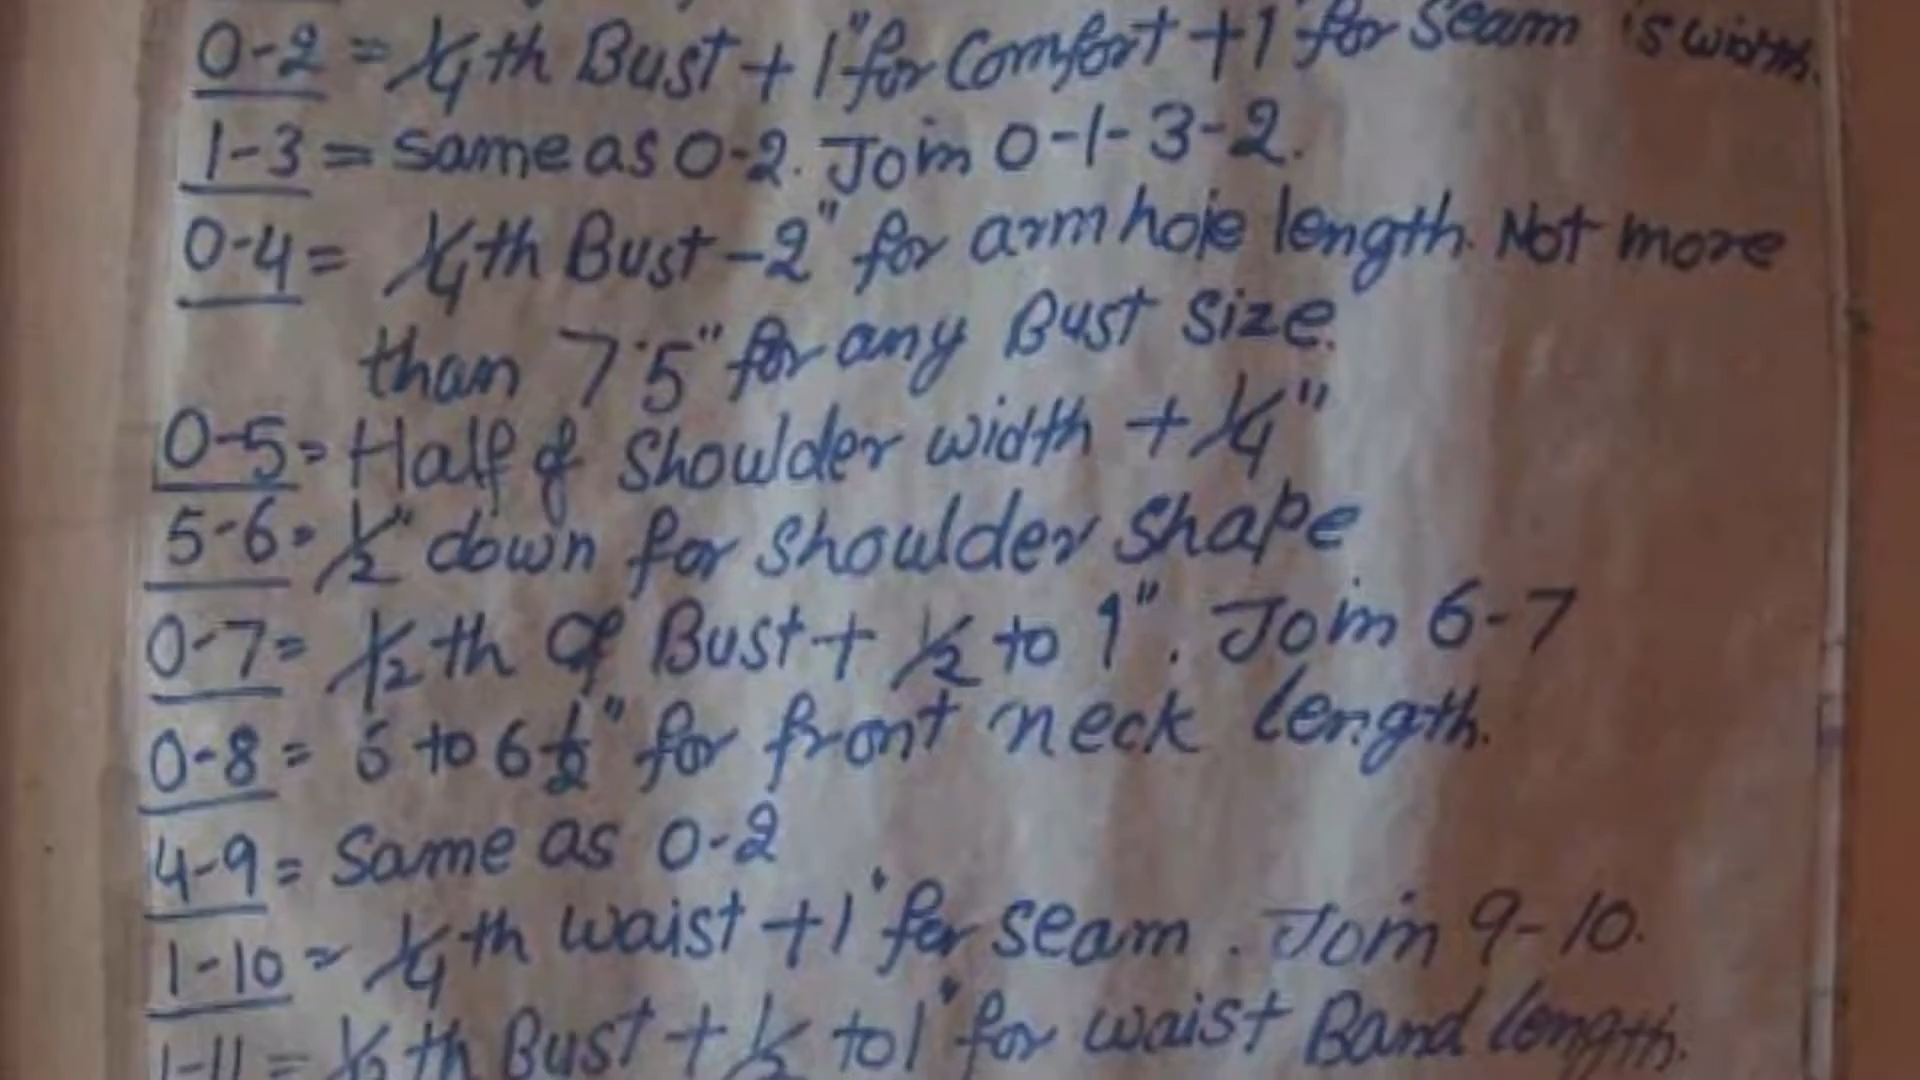 0-2 = 1/4th Bust + 1" for Comfort + 1" for Seam is width.
1-3 = Same as 0-2. Join 0-1-3-2.
0-4 = 1/4th Bust - 2" for armhole length. Not more
than 7.5" for any Bust Size.
0-5 = Half of Shoulder width + 1/4"
5-6 = 1/2" down for Shoulder Shape
0-7 = 1/12th of Bust + 1/2 to 1". Join 6-7
0-8 = 6 to 6 1/2" for front neck length.
4-9 = Same as 0-2
1-10 = 1/4th waist + 1" for seam. Join 9-10.
1-11 = Bust + 1/2 to 1" for waist Band length.